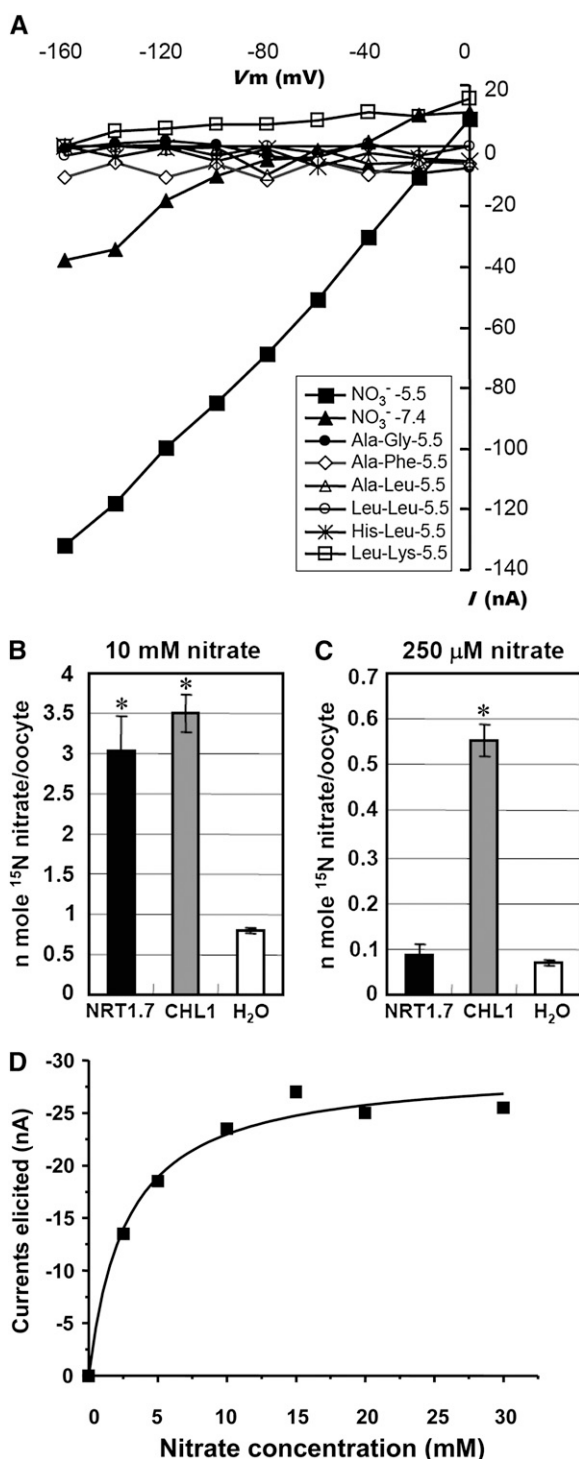 A
-160 -120 -80 -40 0
Vm (mV)
20
0
-20
-40
-60
-80
-100
-120
-140
I (nA)
NO₃⁻ -5.5
NO₃⁻ -7.4
Ala-Gly-5.5
Ala-Phe-5.5
Ala-Leu-5.5
Leu-Leu-5.5
His-Leu-5.5
Leu-Lys-5.5
B 10 mM nitrate
n mole ¹⁵N nitrate/oocyte
4
3.5
3
2.5
2
1.5
1
0.5
0
* *
NRT1.7 CHL1 H₂O
C 250 µM nitrate
n mole ¹⁵N nitrate/oocyte
0.7
0.6
0.5
0.4
0.3
0.2
0.1
0
*
NRT1.7 CHL1 H₂O
D
Currents elicited (nA)
-30
-25
-20
-15
-10
-5
0
0 5 10 15 20 25 30
Nitrate concentration (mM)